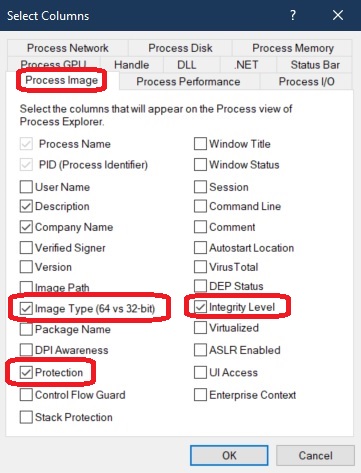 Select Columns
?
Process Network Process Disk Process Memory
Process GPU Handle DLL .NET Status Bar
Process Image Process Performance Process I/O
Select the columns that will appear on the Process view of
Process Explorer.
Process Name
PID (Process Identifier)
User Name
Description
Company Name
Verified Signer
Version
Image Path
Image Type (64 vs 32-bit)
Package Name
DPI Awareness
Protection
Control Flow Guard
Stack Protection
Window Title
Window Status
Session
Command Line
Comment
Autostart Location
VirusTotal
DEP Status
Integrity Level
Virtualized
ASLR Enabled
UI Access
Enterprise Context
OK Cancel